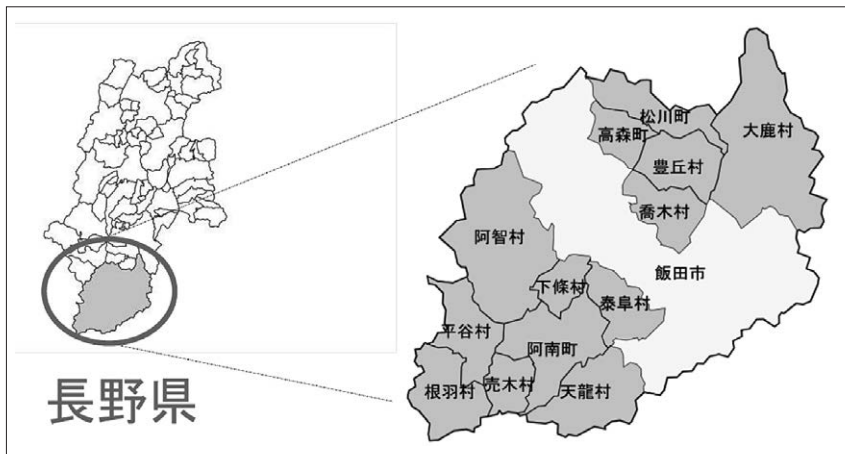 松川町
高森町
大鹿村
豊丘村
喬木村
阿智村
飯田市
下條村
泰阜村
平谷村
阿南町
根羽村
売木村
天龍村
長野県